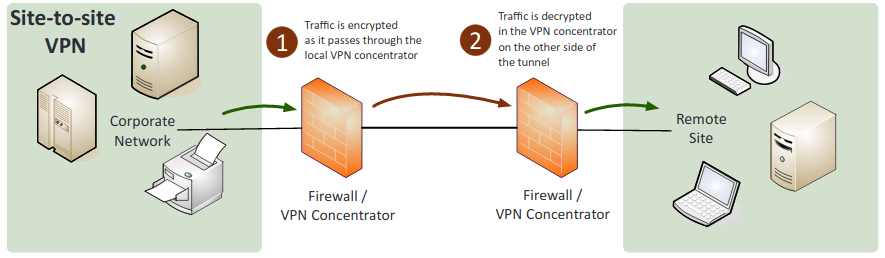 Site-to-site
VPN
1
Traffic is encrypted
as it passes through the
local VPN concentrator
2
Traffic is decrypted
in the VPN concentrator
on the other side of
the tunnel
Corporate
Network
Firewall /
VPN Concentrator
Firewall /
VPN Concentrator
Remote
Site